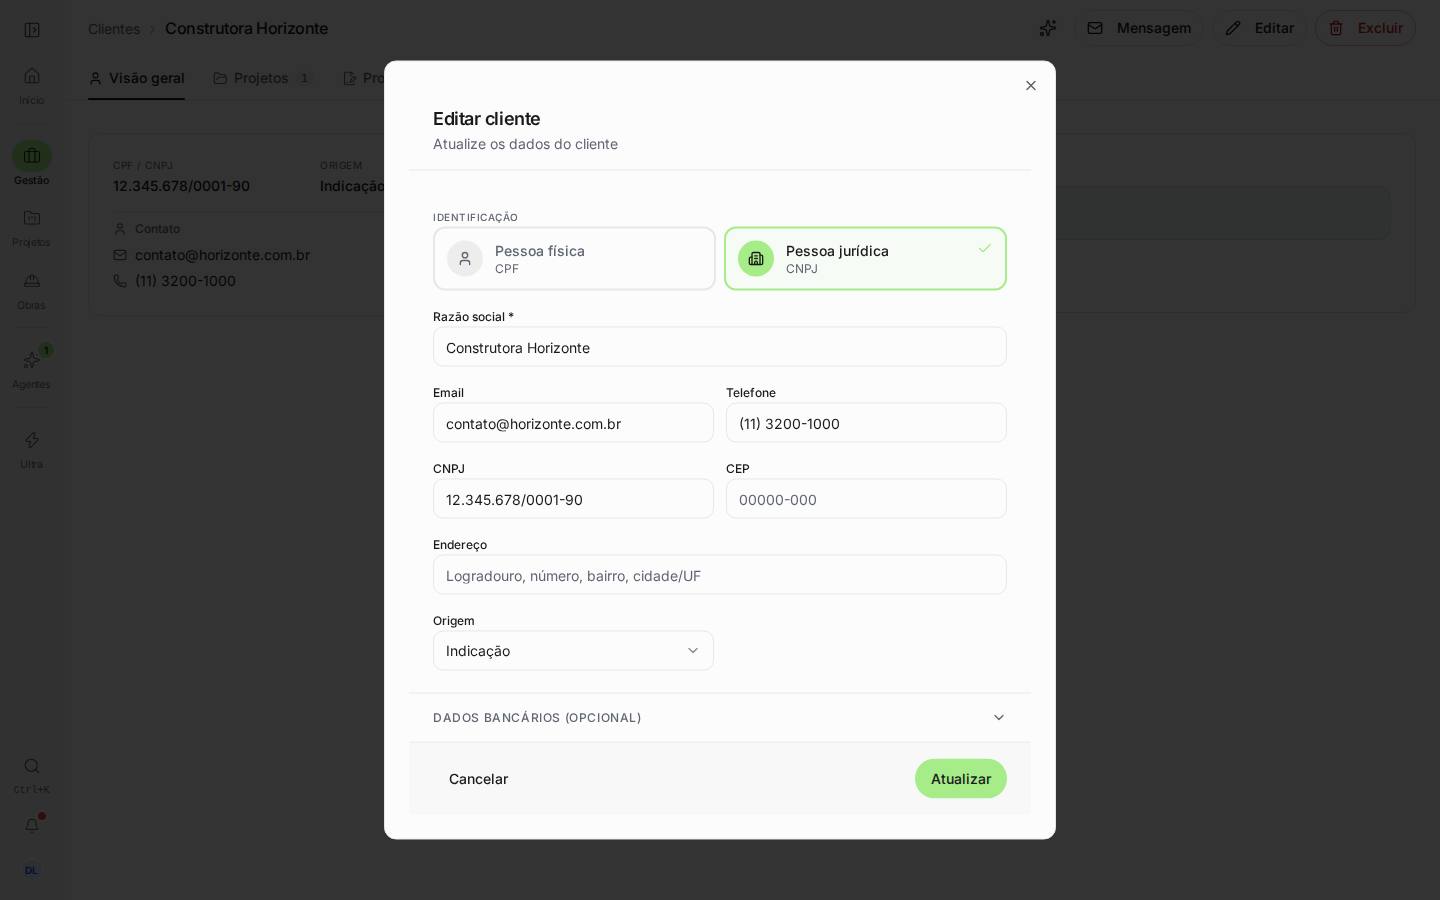 Clientes > Construtora Horizonte
Mensagem
Editar
Excluir
Início
Gestão
Projetos
Obras
1
Agentes
Ultra
Ctrl+K
DL
Visão geral
Projetos 1
Pro
CPF / CNPJ
ORIGEM
12.345.678/0001-90
Indicação
Contato
contato@horizonte.com.br
(11) 3200-1000
Editar cliente
Atualize os dados do cliente
IDENTIFICAÇÃO
Pessoa física
CPF
Pessoa jurídica
CNPJ
Razão social *
Construtora Horizonte
Email
Telefone
contato@horizonte.com.br
(11) 3200-1000
CNPJ
CEP
12.345.678/0001-90
00000-000
Endereço
Logradouro, número, bairro, cidade/UF
Origem
Indicação
DADOS BANCÁRIOS (OPCIONAL)
Cancelar
Atualizar